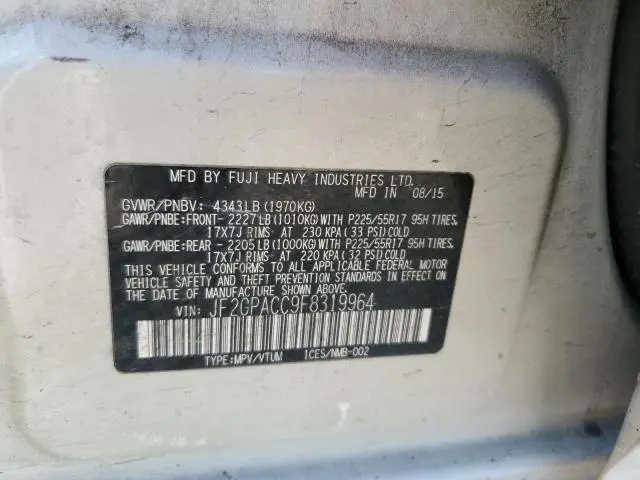 MFD BY FUJI HEAVY INDUSTRIES LTD.
MFD IN 08/15
GVWR/PNBV: 4343LB (1970KG)
GAWR/PNBE:FRONT- 2227LB (1010KG) WITH P225/55R17 95H TIRES,
17X7J RIMS AT 230 KPA ( 33 PSI) COLD
GAWR/PNBE:REAR - 2205LB (1000KG) WITH P225/55R17 95H TIRES,
17X7J RIMS AT 220 KPA ( 32 PSI) COLD
THIS VEHICLE CONFORMS TO ALL APPLICABLE FEDERAL MOTOR
VEHICLE SAFETY, BUMPER, AND THEFT PREVENTION STANDARDS
IN EFFECT ON THE DATE OF MANUFACTURE SHOWN ABOVE.
VIN: JF2GPACC9F8319964
TYPE:MPV/VTUM ICES/NMB-002